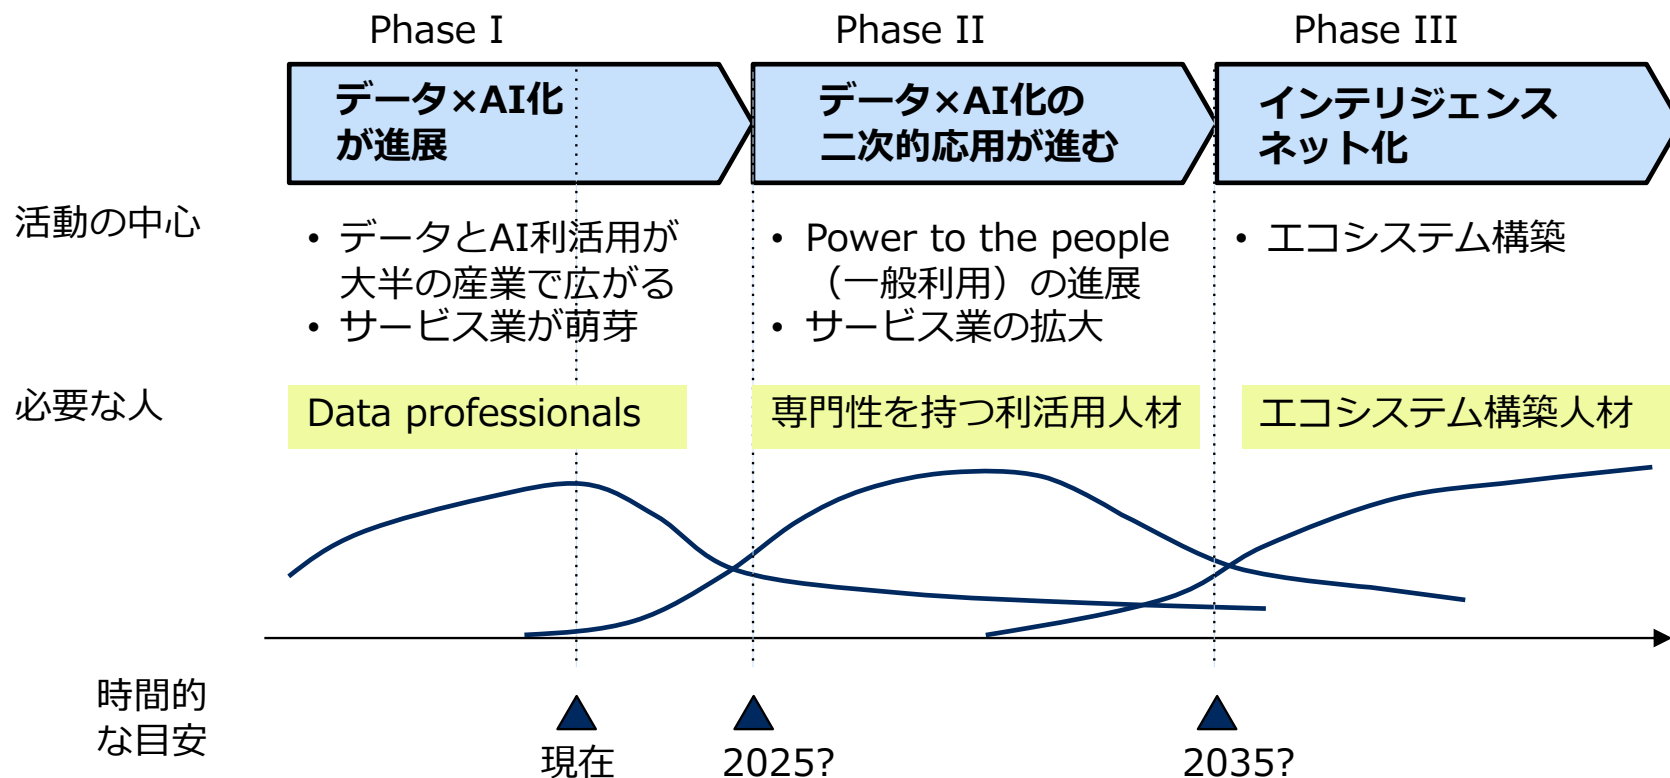 Phase I
Phase II
Phase III
データ×AI化
が進展
データ×AI化の
二次的応用が進む
インテリジェンス
ネット化
活動の中心
• データとAI利活用が
大半の産業で広がる
• サービス業が萌芽
• Power to the people
（一般利用）の進展
• サービス業の拡大
• エコシステム構築
必要な人
Data professionals
専門性を持つ利活用人材
エコシステム構築人材
時間的
な目安
現在
2025?
2035?